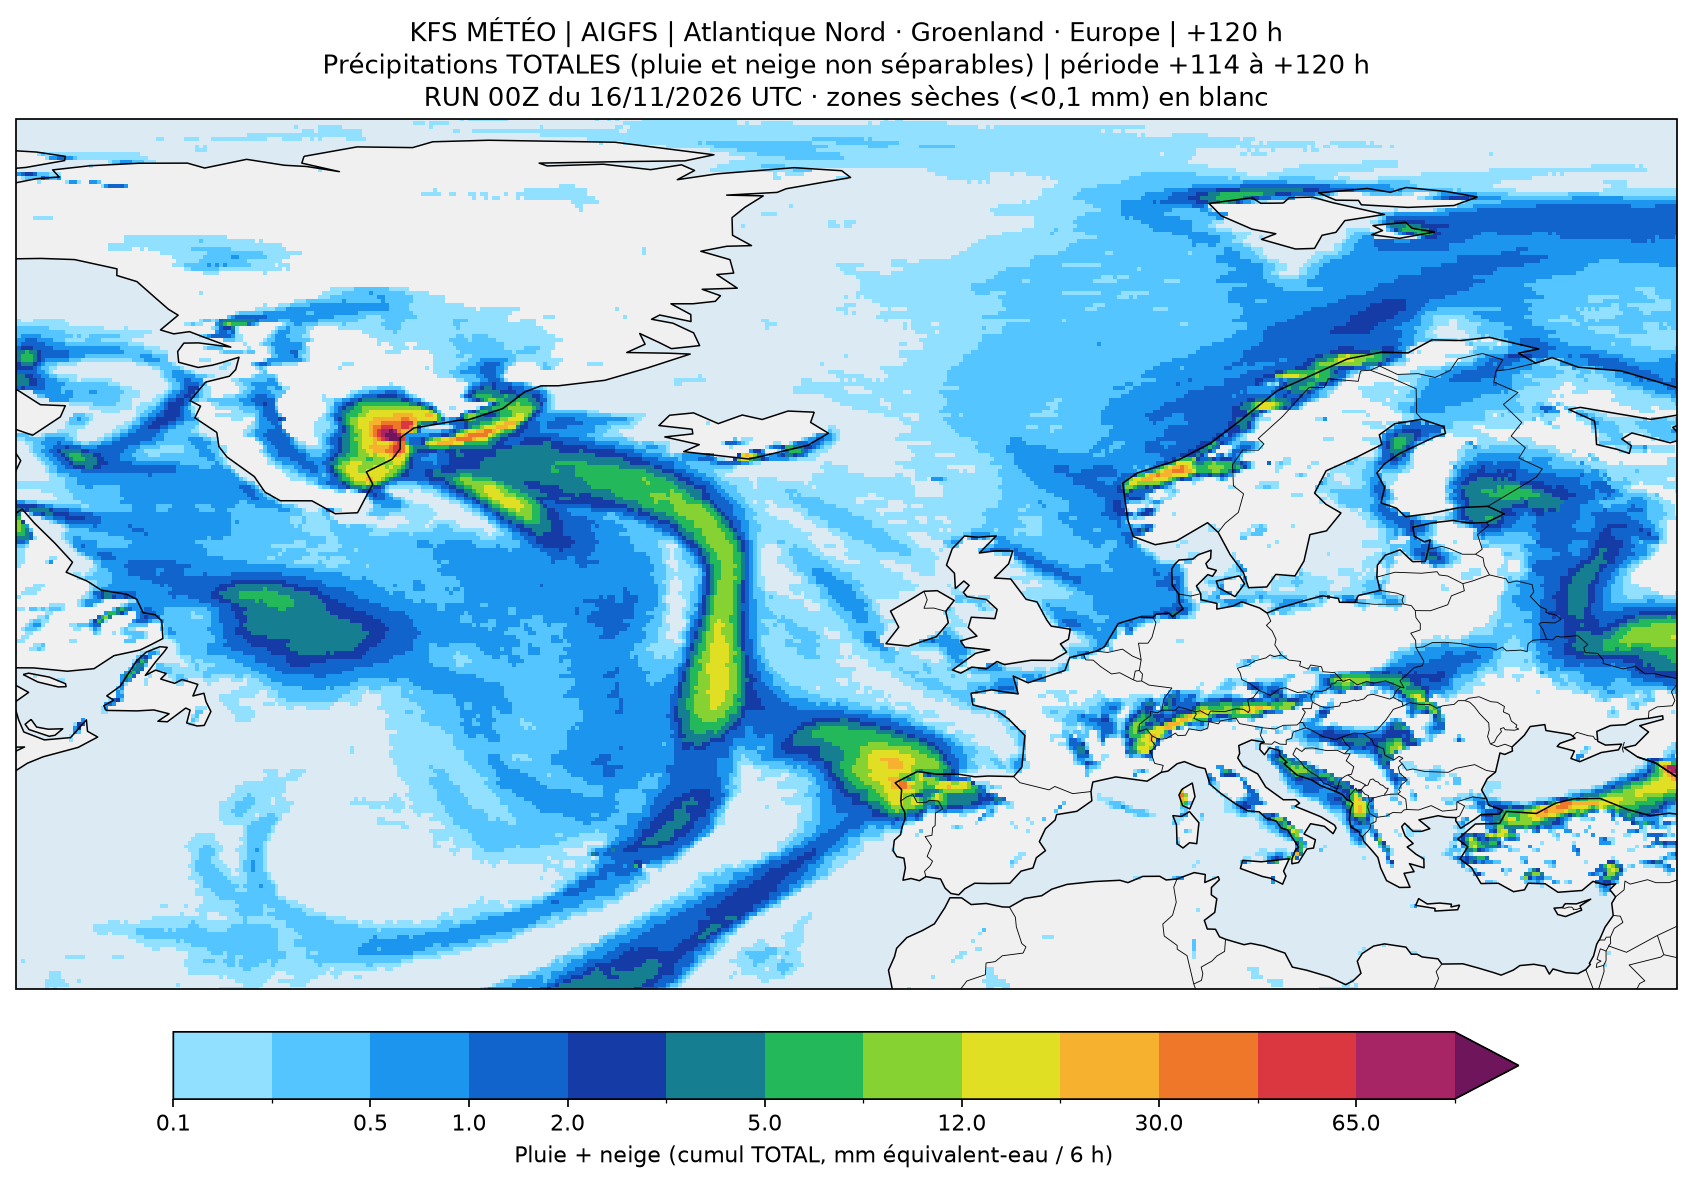 KFS MÉTÉO | AIGFS | Atlantique Nord · Groenland · Europe | +120 h
Précipitations TOTALES (pluie et neige non séparables) | période +114 à +120 h
RUN 00Z du 16/11/2026 UTC · zones sèches (<0,1 mm) en blanc
0.1 0.5 1.0 2.0 5.0 12.0 30.0 65.0
Pluie + neige (cumul TOTAL, mm équivalent-eau / 6 h)